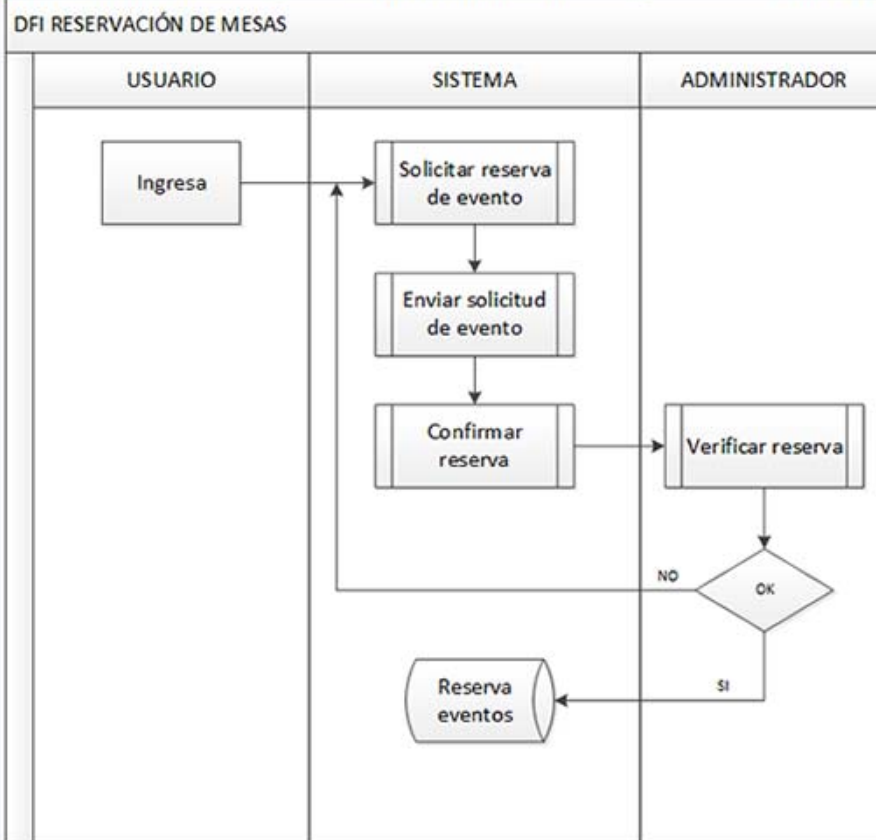 DFI RESERVACIÓN DE MESAS
USUARIO
SISTEMA
ADMINISTRADOR
Ingresa
Solicitar reserva
de evento
Enviar solicitud
de evento
Confirmar
reserva
Verificar reserva
NO
OK
SI
Reserva
eventos